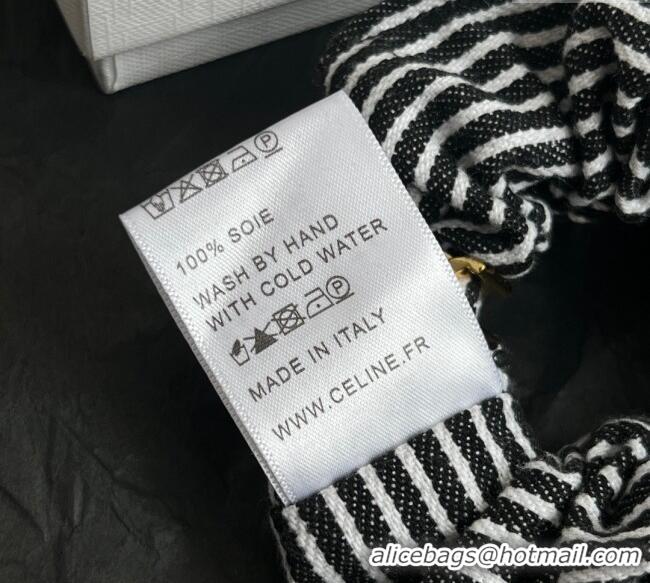 100% SOIE
WASH BY HAND
WITH COLD WATER
MADE IN ITALY
WWW.CELINE.FR
alicebags@hotmail.com